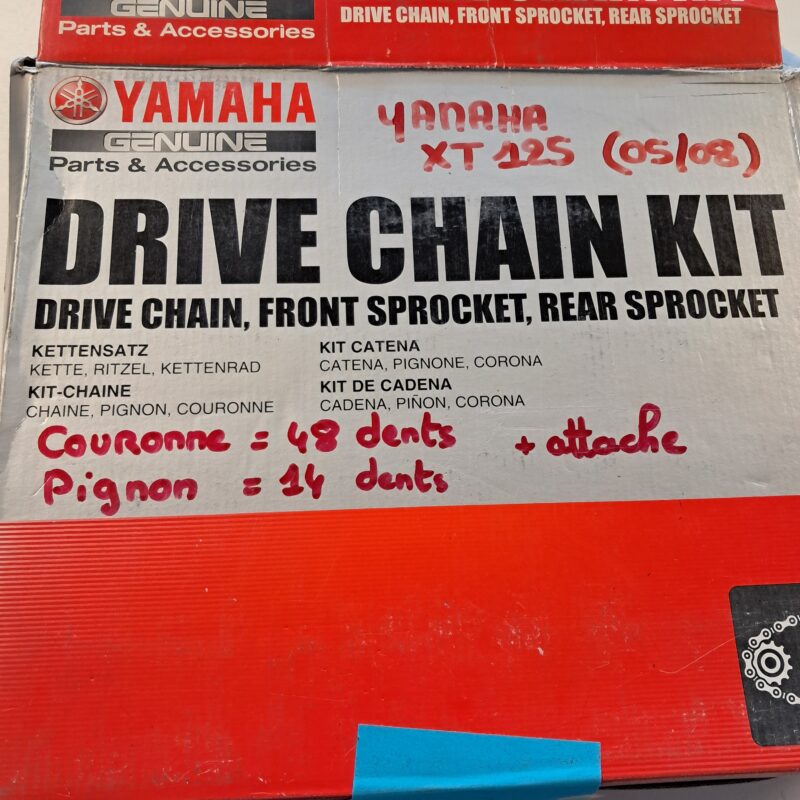 GENUINE
Parts & Accessories
DRIVE CHAIN, FRONT SPROCKET, REAR SPROCKET
YAMAHA
GENUINE
Parts & Accessories
YAMAHA
XT 125 (05/08)
DRIVE CHAIN KIT
DRIVE CHAIN, FRONT SPROCKET, REAR SPROCKET
KETTENSATZ
KETTE, RITZEL, KETTENRAD
KIT CATENA
CATENA, PIGNONE, CORONA
KIT-CHAINE
CHAINE, PIGNON, COURONNE
KIT DE CADENA
CADENA, PIÑON, CORONA
Couronne = 48 dents + attache
Pignon = 14 dents